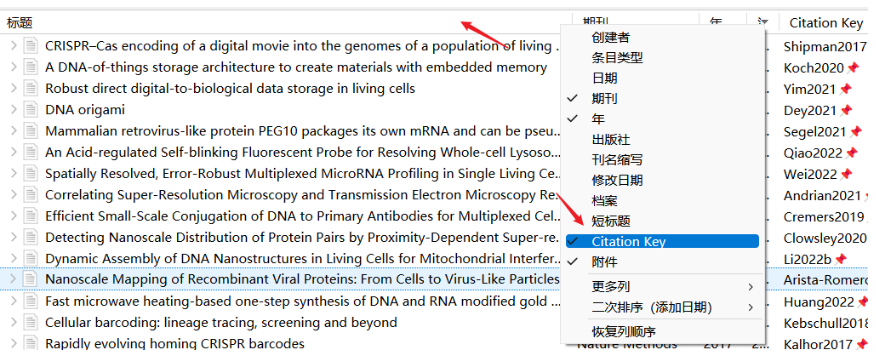 标题 期刊 年 Citation Key
CRISPR–Cas encoding of a digital movie into the genomes of a population of living ... Shipman2017
A DNA-of-things storage architecture to create materials with embedded memory Koch2020
Robust direct digital-to-biological data storage in living cells Yim2021
DNA origami Dey2021
Mammalian retrovirus-like protein PEG10 packages its own mRNA and can be pseu... Segel2021
An Acid-regulated Self-blinking Fluorescent Probe for Resolving Whole-cell Lysoso... Qiao2022
Spatially Resolved, Error-Robust Multiplexed MicroRNA Profiling in Single Living Ce... Wei2022
Correlating Super-Resolution Microscopy and Transmission Electron Microscopy Re... Andrian2021
Efficient Small-Scale Conjugation of DNA to Primary Antibodies for Multiplexed Cel... Cremers2019
Detecting Nanoscale Distribution of Protein Pairs by Proximity-Dependent Super-re... Clowsley2020
Dynamic Assembly of DNA Nanostructures in Living Cells for Mitochondrial Interfer... Li2022b
Nanoscale Mapping of Recombinant Viral Proteins: From Cells to Virus-Like Particles Arista-Romero
Fast microwave heating-based one-step synthesis of DNA and RNA modified gold ... Huang2022
Cellular barcoding: lineage tracing, screening and beyond Kebschull2018
Rapidly evolving homing CRISPR barcodes Nature Methods 2017 Kalhor2017
创建者
条目类型
日期
期刊
年
出版社
刊名缩写
修改日期
档案
短标题
Citation Key
附件
更多列
二次排序（添加日期）
恢复列顺序